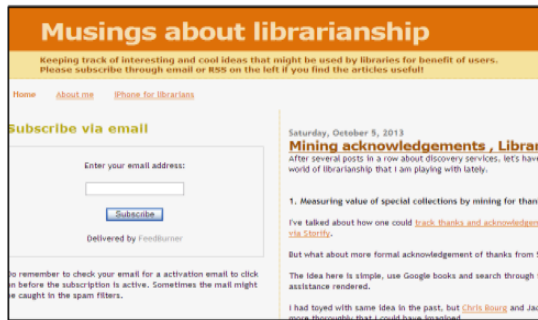 Musings about librarianship
Keeping track of interesting and cool ideas that might be used by libraries for benefit of users.
Please subscribe through email or RSS on the left if you find the articles useful!
Home About me iPhone for librarians
Subscribe via email
Enter your email address:
Subscribe
Delivered by FeedBurner
Do remember to check your email for a activation email to click
on before the subscription is active. Sometimes the mail might
be caught in the spam filters.
Saturday, October 5, 2013
Mining acknowledgements , Librar
After several posts in a row about discovery services, let's have
world of librarianship that I am playing with lately.
1. Measuring value of special collections by mining for than
I've talked about how one could track thanks and acknowledgem
via Storify.
But what about more formal acknowledgement of thanks from S
The idea here is simple, use Google books and search through t
assistance rendered.
I had toyed with same idea in the past, but Chris Bourg and Jac
more thoroughly that I could have imagined.